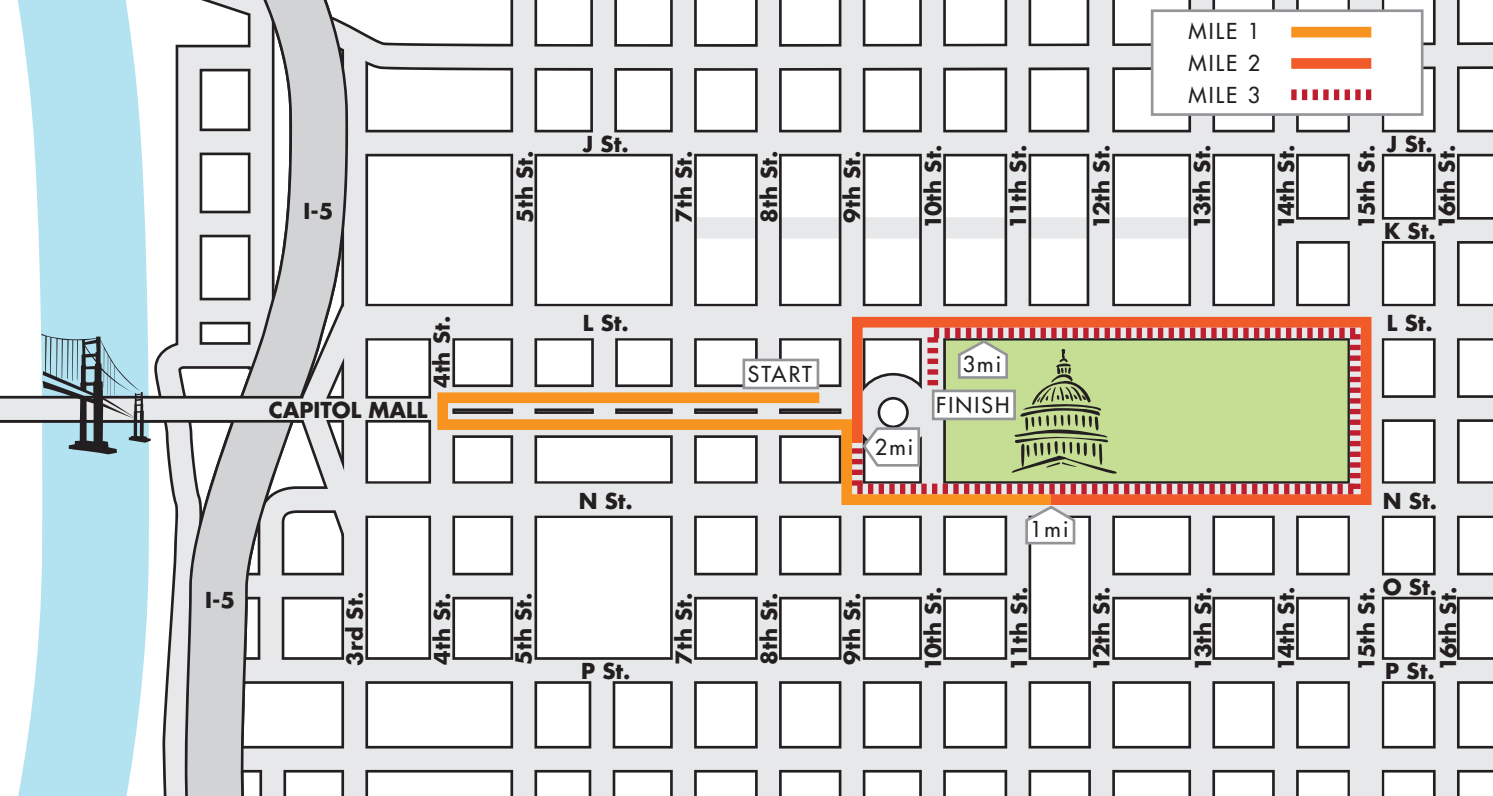 MILE 1
MILE 2
MILE 3
J St.
J St.
5th St.
7th St.
8th St.
9th St.
10th St.
11th St.
12th St.
13th St.
14th St.
15th St.
16th St.
I-5
K St.
4th St.
L St.
L St.
START
3mi
CAPITOL MALL
FINISH
2mi
N St.
N St.
1mi
I-5
O St.
3rd St.
4th St.
5th St.
7th St.
8th St.
9th St.
10th St.
11th St.
12th St.
13th St.
14th St.
15th St.
16th St.
P St.
P St.